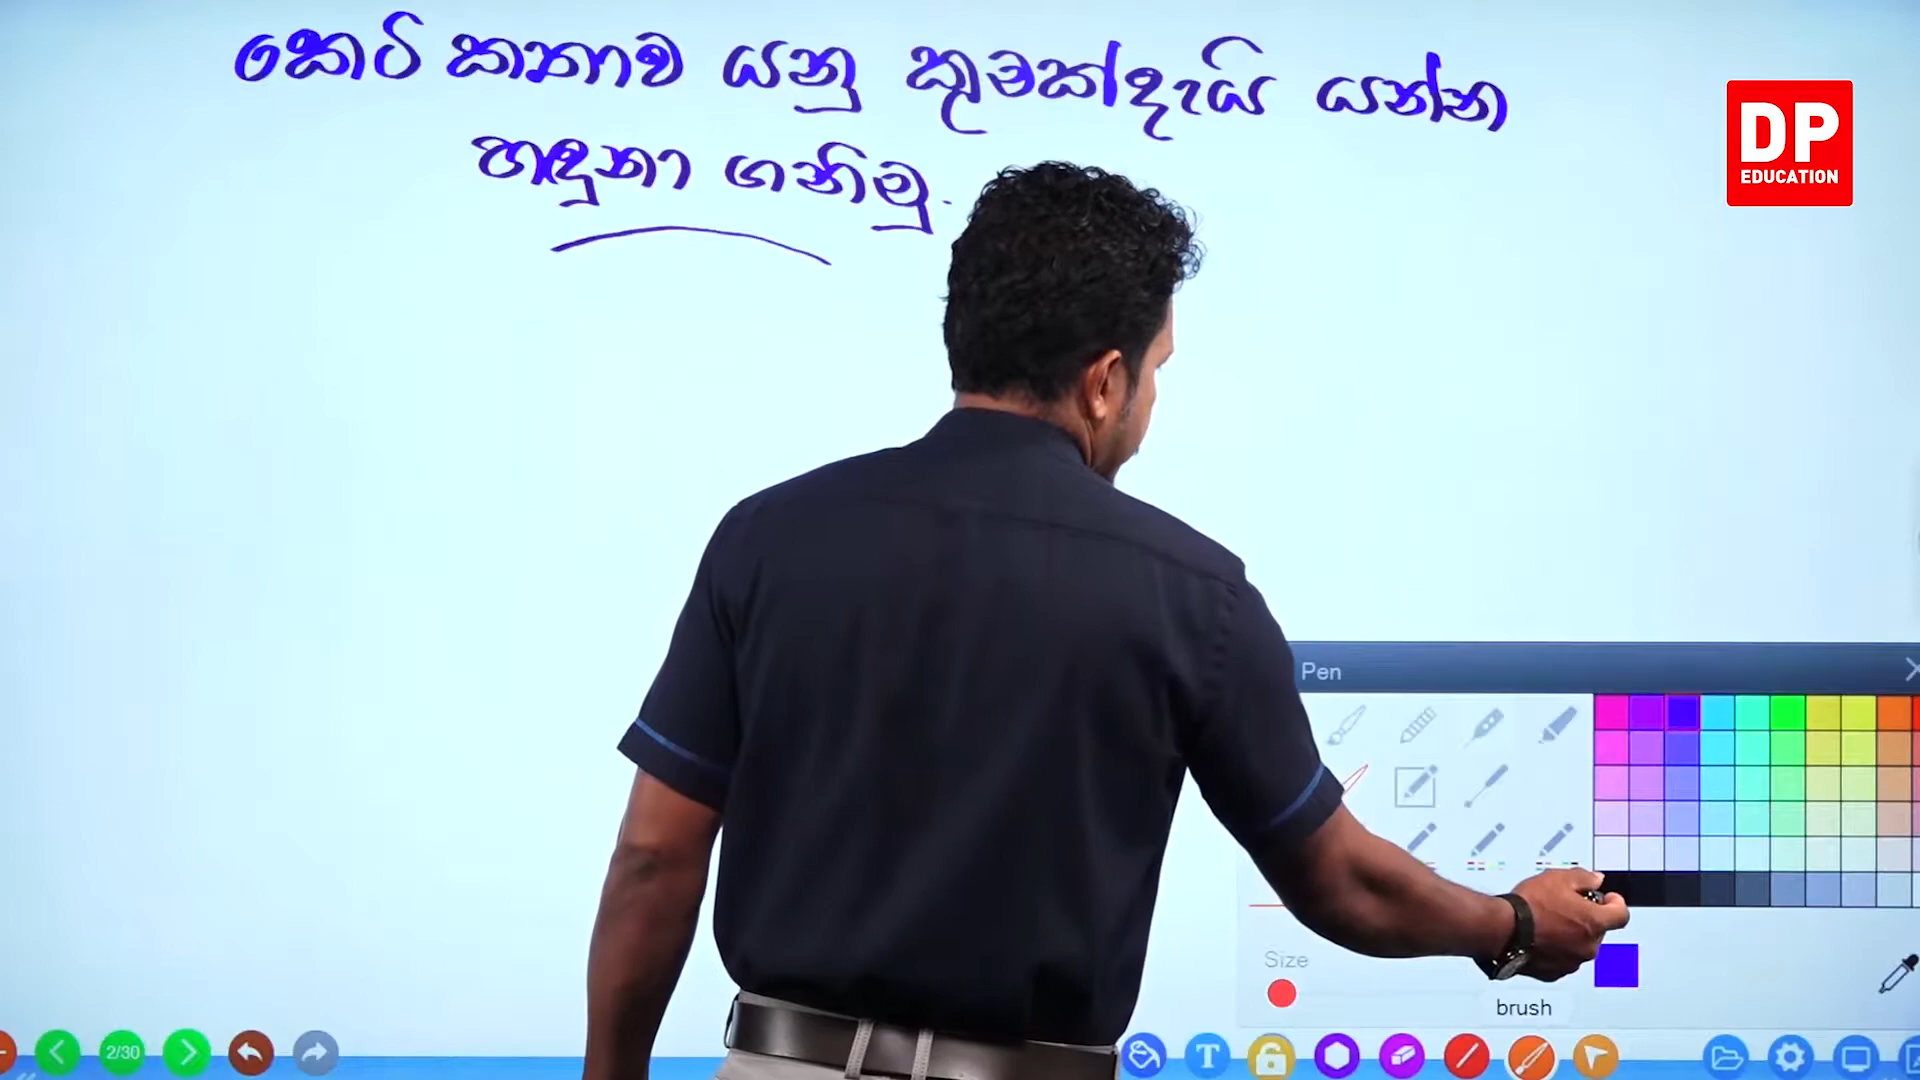 කෙටි කතාව යනු කුමක්දැයි යන්න
හඳුනා ගනිමු.
DP
EDUCATION
Pen
Size
brush
2/30
T